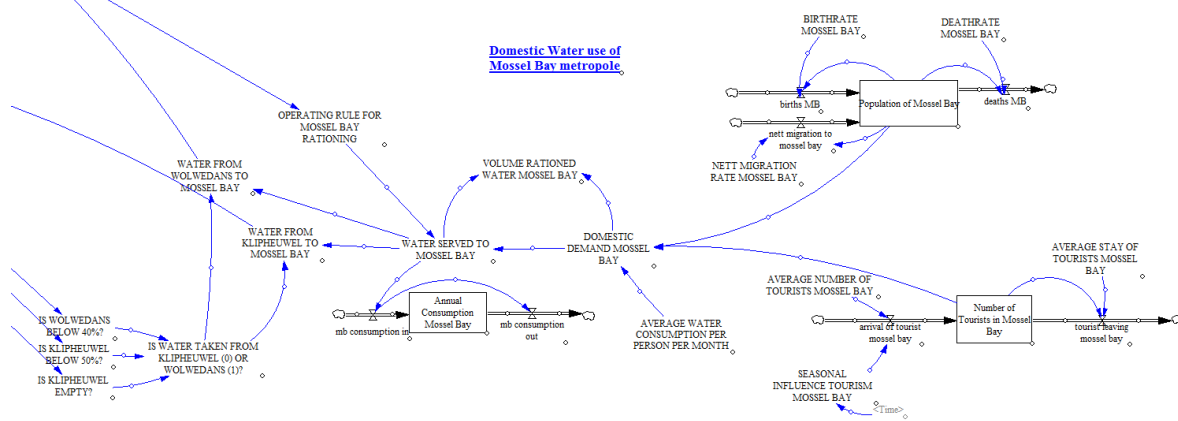 Domestic Water use of
Mossel Bay metropole
BIRTHRATE
MOSSEL BAY
DEATHRATE
MOSSEL BAY
births MB
Population of Mossel Bay
deaths MB
nett migration to
mossel bay
NETT MIGRATION
RATE MOSSEL BAY
OPERATING RULE FOR
MOSSEL BAY
RATIONING
WATER FROM
WOLWEDANS TO
MOSSEL BAY
VOLUME RATIONED
WATER MOSSEL BAY
WATER FROM
KLIPHEUWEL TO
MOSSEL BAY
WATER SERVED TO
MOSSEL BAY
DOMESTIC
DEMAND MOSSEL
BAY
AVERAGE STAY OF
TOURISTS MOSSEL
BAY
AVERAGE NUMBER OF
TOURISTS MOSSEL BAY
mb consumption in
Annual
Consumption
Mossel Bay
mb consumption
out
AVERAGE WATER
CONSUMPTION PER
PERSON PER MONTH
arrival of tourist
mossel bay
Number of
Tourists in Mossel
Bay
tourist leaving
mossel bay
IS WOLWEDANS
BELOW 40%?
IS KLIPHEUWEL
BELOW 50%?
IS KLIPHEUWEL
EMPTY?
IS WATER TAKEN FROM
KLIPHEUWEL (0) OR
WOLWEDANS (1)?
SEASONAL
INFLUENCE TOURISM
MOSSEL BAY
<Time>